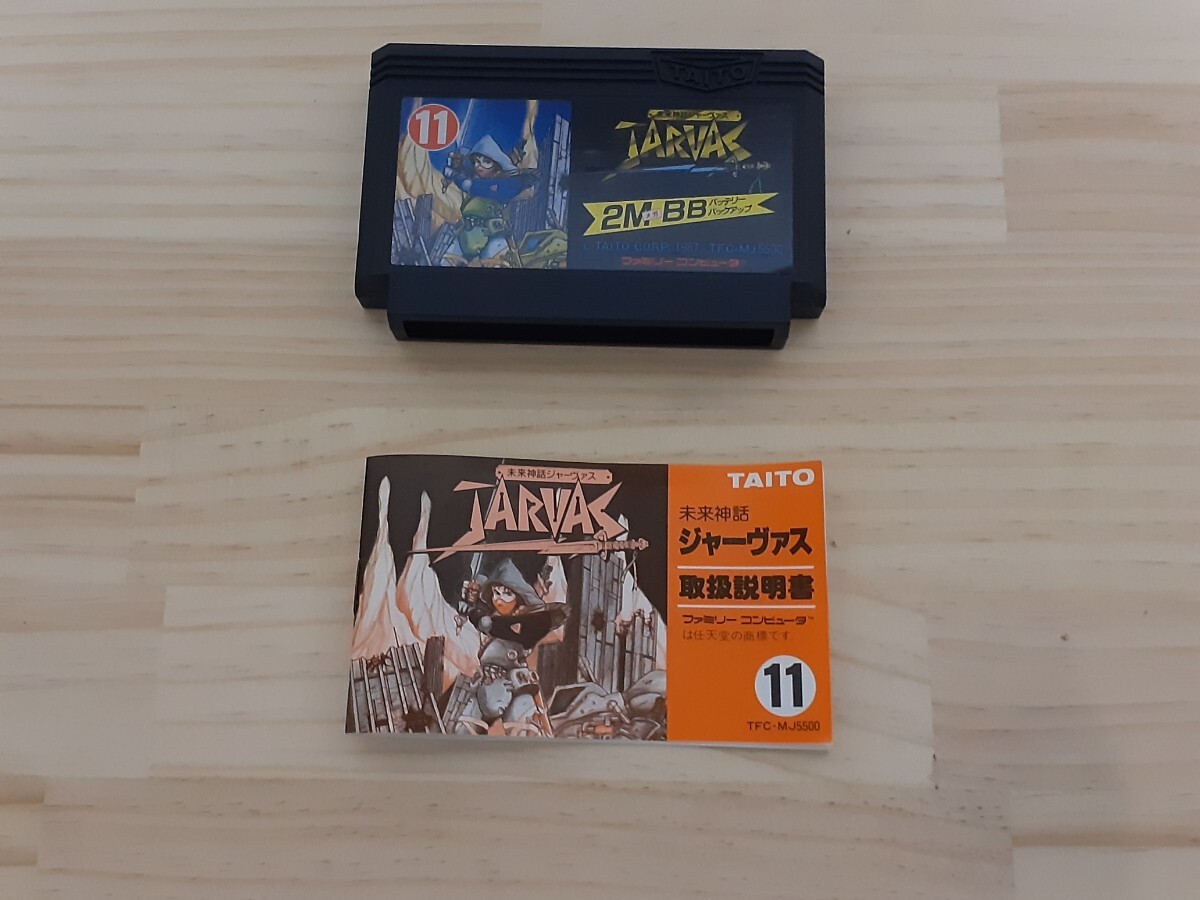 TAITO
11
未来神話ジャーヴァス
JARVAS
2M BB バッテリー
バックアップ
©TAITO CORP. 1987 TFC-MJ5500
ファミリー コンピュータ
未来神話ジャーヴァス
JARVAS
TAITO
未来神話
ジャーヴァス
取扱説明書
ファミリー コンピュータ™
は任天堂の商標です
11
TFC-MJ5500